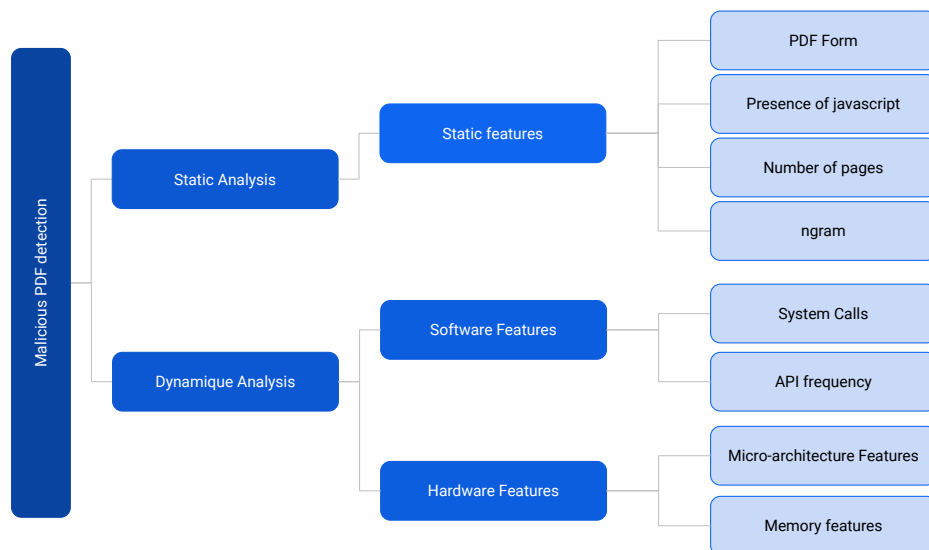 Malicious PDF detection
Static Analysis
Static features
PDF Form
Presence of javascript
Number of pages
ngram
Dynamique Analysis
Software Features
System Calls
API frequency
Hardware Features
Micro-architecture Features
Memory features